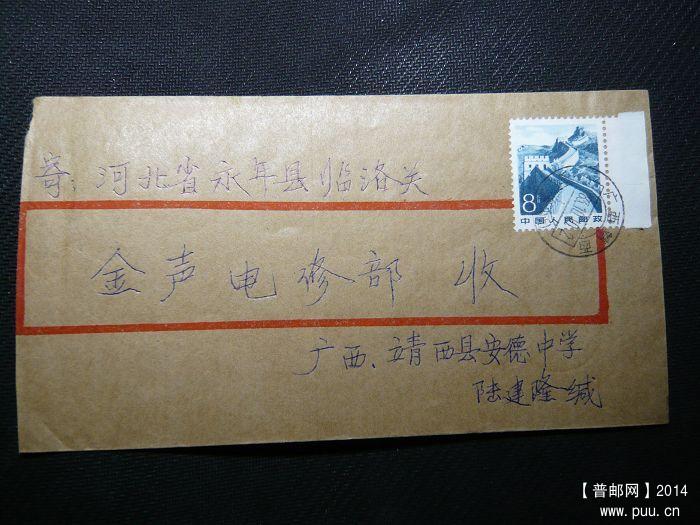 寄：河北省永年县临洺关
8分
中国人民邮政
金声电修部 收
广西、靖西县安德中学
陆建隆缄
【普邮网】2014
www.puu.cn